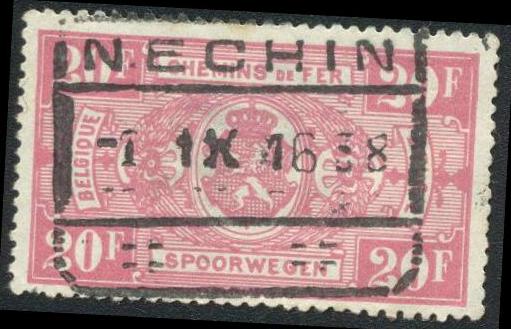 NECHIN
20F CHEMINS DE FER 20F
BELGIQUE
-1 IX 16
20F SPOORWEGEN 20F